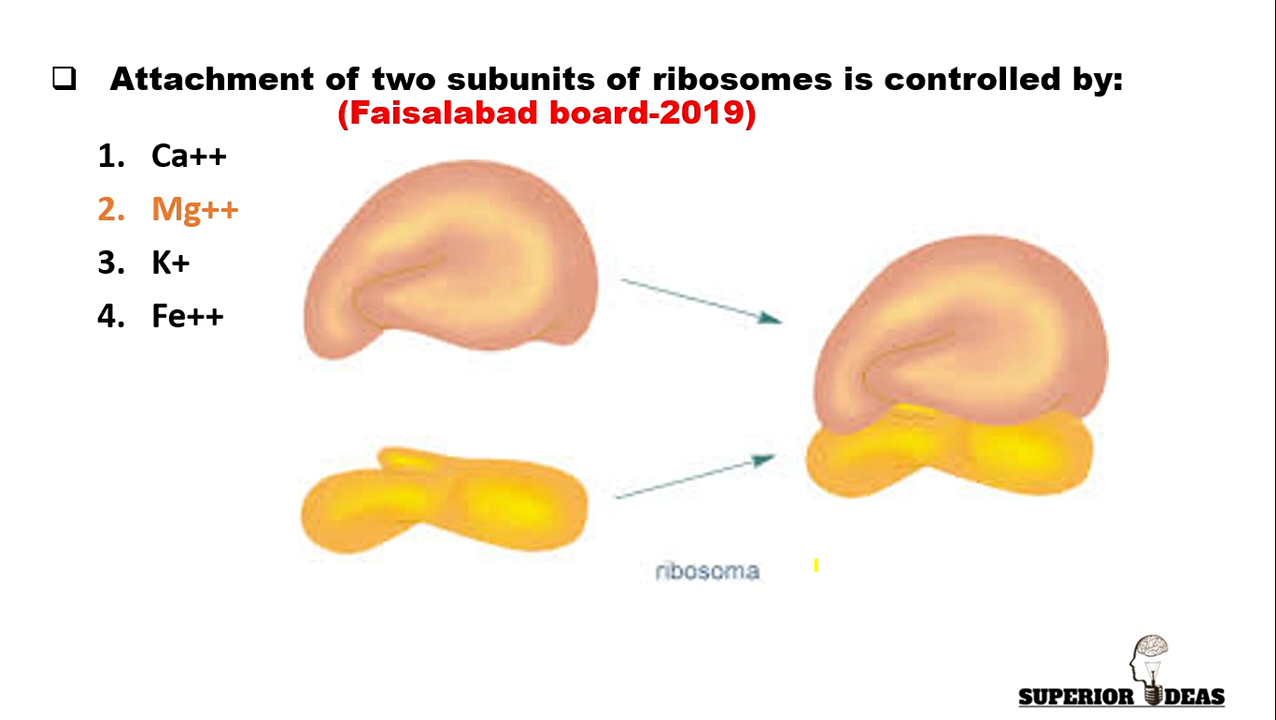 ❑ Attachment of two subunits of ribosomes is controlled by:
(Faisalabad board-2019)
1. Ca++
2. Mg++
3. K+
4. Fe++
ribosoma
SUPERIOR IDEAS